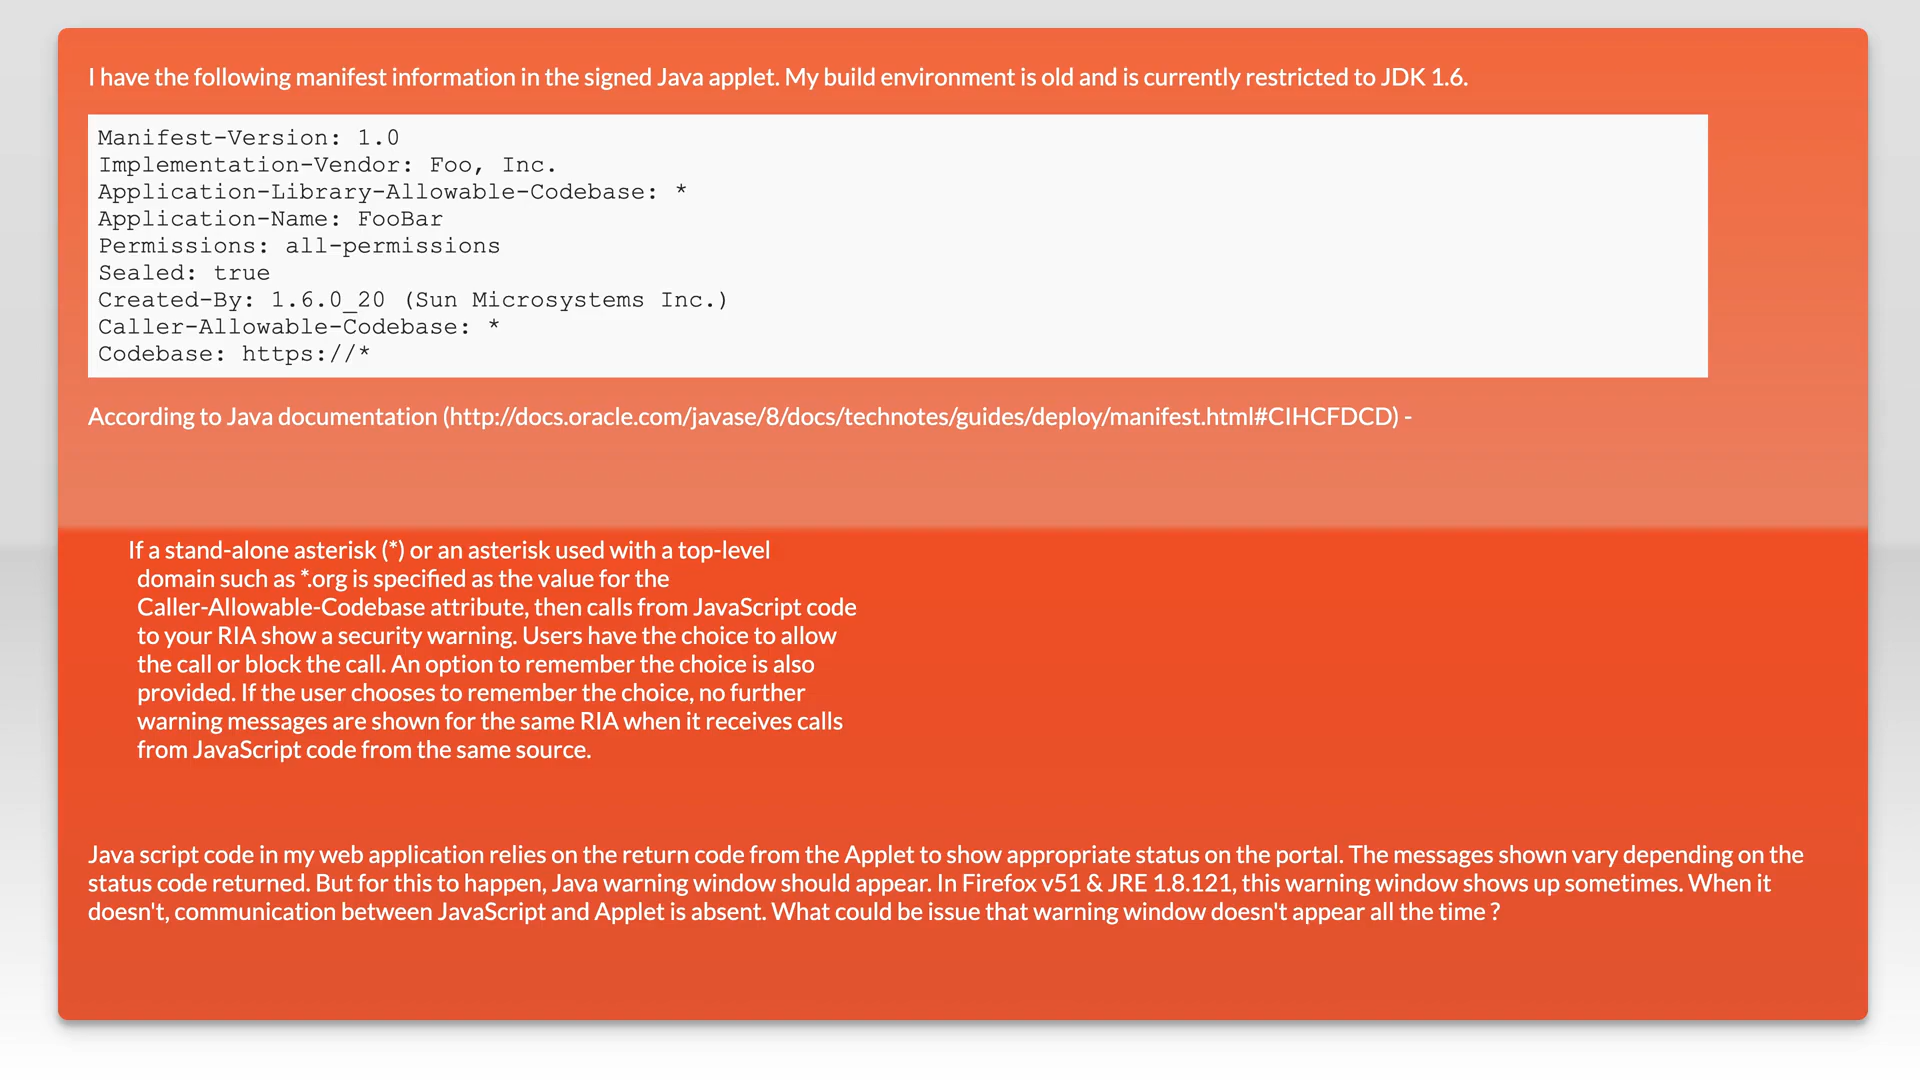 I have the following manifest information in the signed Java applet. My build environment is old and is currently restricted to JDK 1.6.
Manifest-Version: 1.0
Implementation-Vendor: Foo, Inc.
Application-Library-Allowable-Codebase: *
Application-Name: FooBar
Permissions: all-permissions
Sealed: true
Created-By: 1.6.0_20 (Sun Microsystems Inc.)
Caller-Allowable-Codebase: *
Codebase: https://*
According to Java documentation (http://docs.oracle.com/javase/8/docs/technotes/guides/deploy/manifest.html#CIHCFDCD) -
If a stand-alone asterisk (*) or an asterisk used with a top-level
domain such as *.org is specified as the value for the
Caller-Allowable-Codebase attribute, then calls from JavaScript code
to your RIA show a security warning. Users have the choice to allow
the call or block the call. An option to remember the choice is also
provided. If the user chooses to remember the choice, no further
warning messages are shown for the same RIA when it receives calls
from JavaScript code from the same source.
Java script code in my web application relies on the return code from the Applet to show appropriate status on the portal. The messages shown vary depending on the
status code returned. But for this to happen, Java warning window should appear. In Firefox v51 & JRE 1.8.121, this warning window shows up sometimes. When it
doesn't, communication between JavaScript and Applet is absent. What could be issue that warning window doesn't appear all the time ?